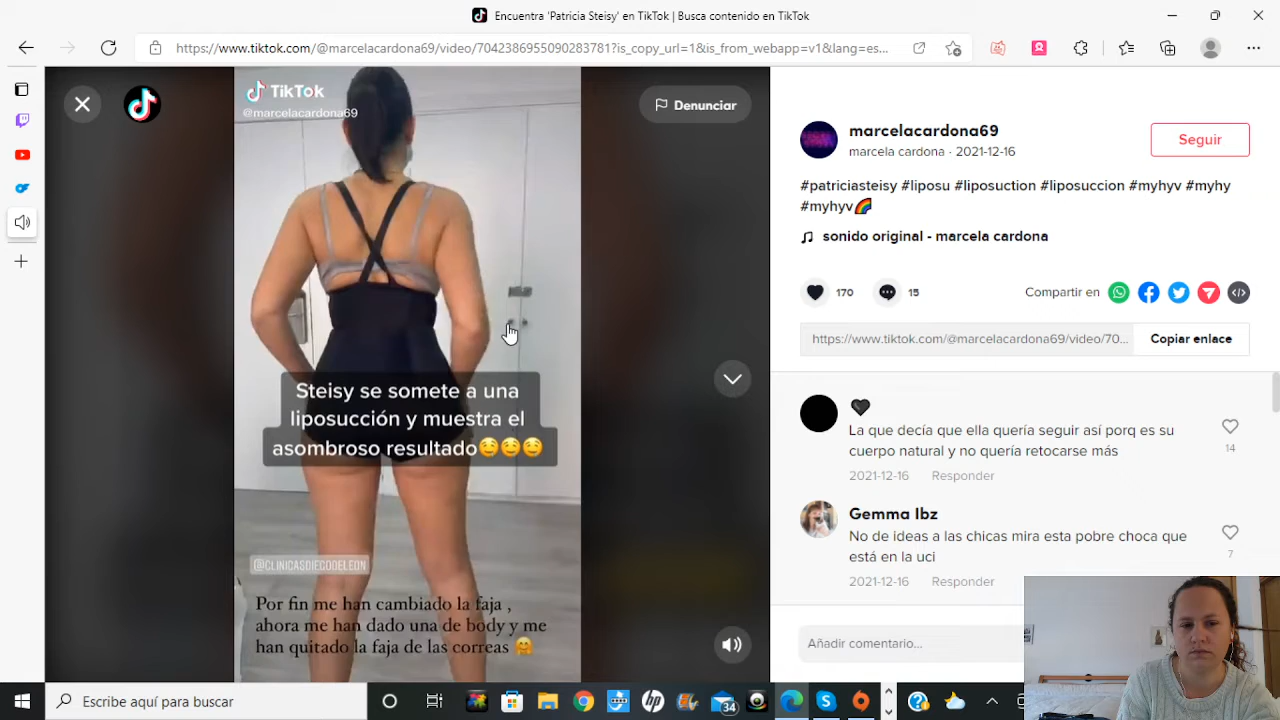 Encuentra 'Patricia Steisy' en TikTok | Busca contenido en TikTok
https://www.tiktok.com/@marcelacardona69/video/7042386955090283781?is_copy_url=1&is_from_webapp=v1&lang=es...
TikTok
@marcelacardona69
Denunciar
Steisy se somete a una
liposucción y muestra el
asombroso resultado☺️☺️☺️
@CLINICASDIEGODELEON
Por fin me han cambiado la faja ,
ahora me han dado una de body y me
han quitado la faja de las correas 🤗
marcelacardona69
marcela cardona · 2021-12-16
Seguir
#patriciasteisy #liposu #liposuction #liposuccion #myhyv #myhy
#myhyv🌈
sonido original - marcela cardona
170
15
Compartir en
https://www.tiktok.com/@marcelacardona69/video/70...
Copiar enlace
🖤
La que decía que ella quería seguir así porq es su
cuerpo natural y no quería retocarse más
14
2021-12-16 Responder
Gemma Ibz
No de ideas a las chicas mira esta pobre choca que
está en la uci
7
2021-12-16 Responder
Añadir comentario...
Escribe aquí para buscar
34